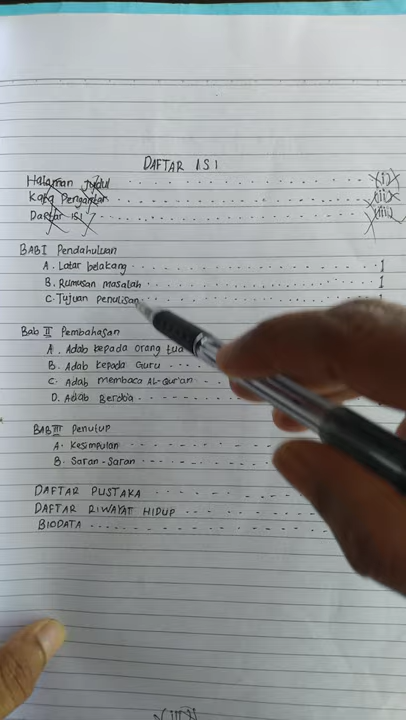 DAFTAR ISI
Halaman Judul (i)
Kata Pengantar (ii)
Daftar isi (iii)
BAB I Pendahuluan
A. Latar belakang 1
B. Rumusan masalah 1
C. Tujuan penulisan 1
Bab II Pembahasan
A. Adab kepada orang tua
B. Adab kepada Guru
C. Adab membaca AL-Qur'an
D. Adab Berdo'a
BAB III Penutup
A. Kesimpulan
B. Saran-Saran
DAFTAR PUSTAKA
DAFTAR RIWAYAT HIDUP
BIODATA